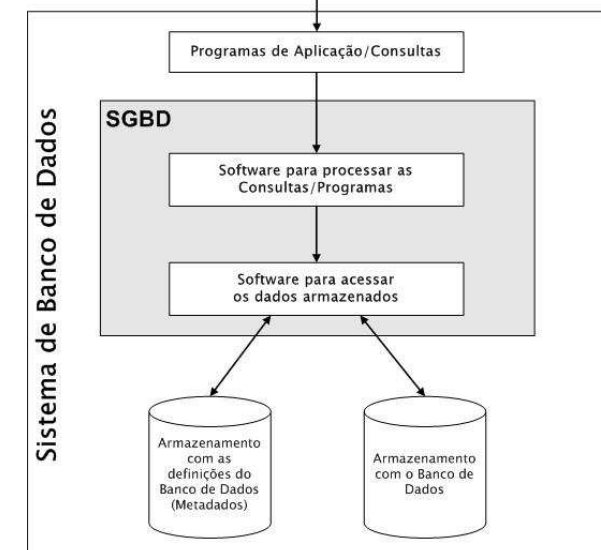 Sistema de Banco de Dados
Programas de Aplicação/Consultas
SGBD
Software para processar as
Consultas/Programas
Software para acessar
os dados armazenados
Armazenamento
com as
definições do
Banco de Dados
(Metadados)
Armazenamento
com o Banco de
Dados